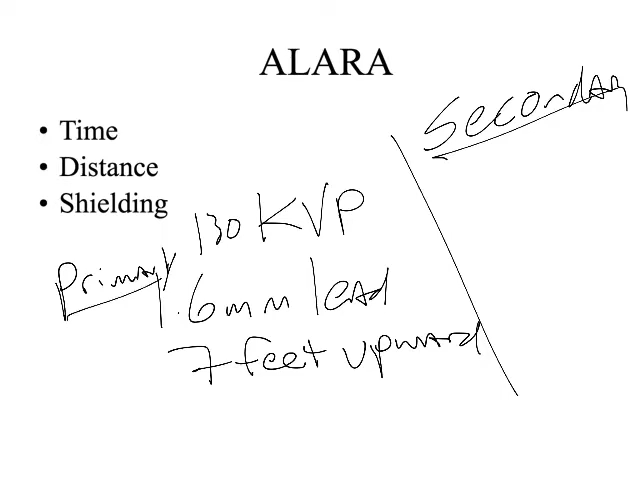 ALARA
Secondary
• Time
• Distance
• Shielding
130 KVP
Primary
1.6mm lead
7 feet upward